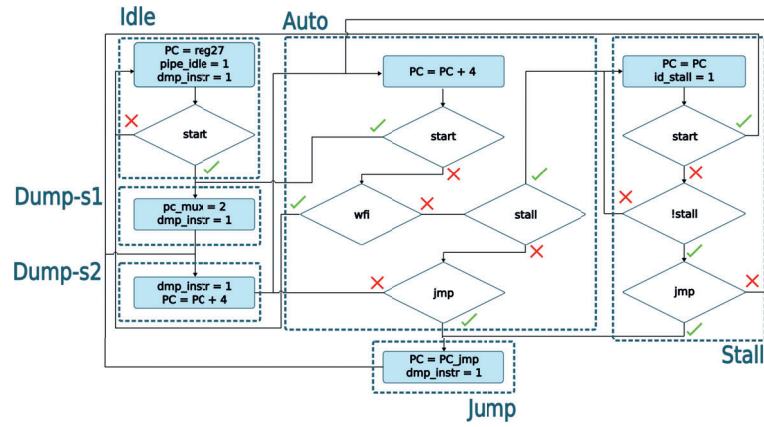 Idle
PC = reg27
pipe_idle = 1
dmp_instr = 1
start
Dump-s1
pc_mux = 2
dmp_instr = 1
Dump-s2
dmp_instr = 1
PC = PC + 4
Auto
PC = PC + 4
start
wfi
stall
jmp
PC = PC
id_stall = 1
start
!stall
jmp
Stall
PC = PC_jmp
dmp_instr = 1
Jump